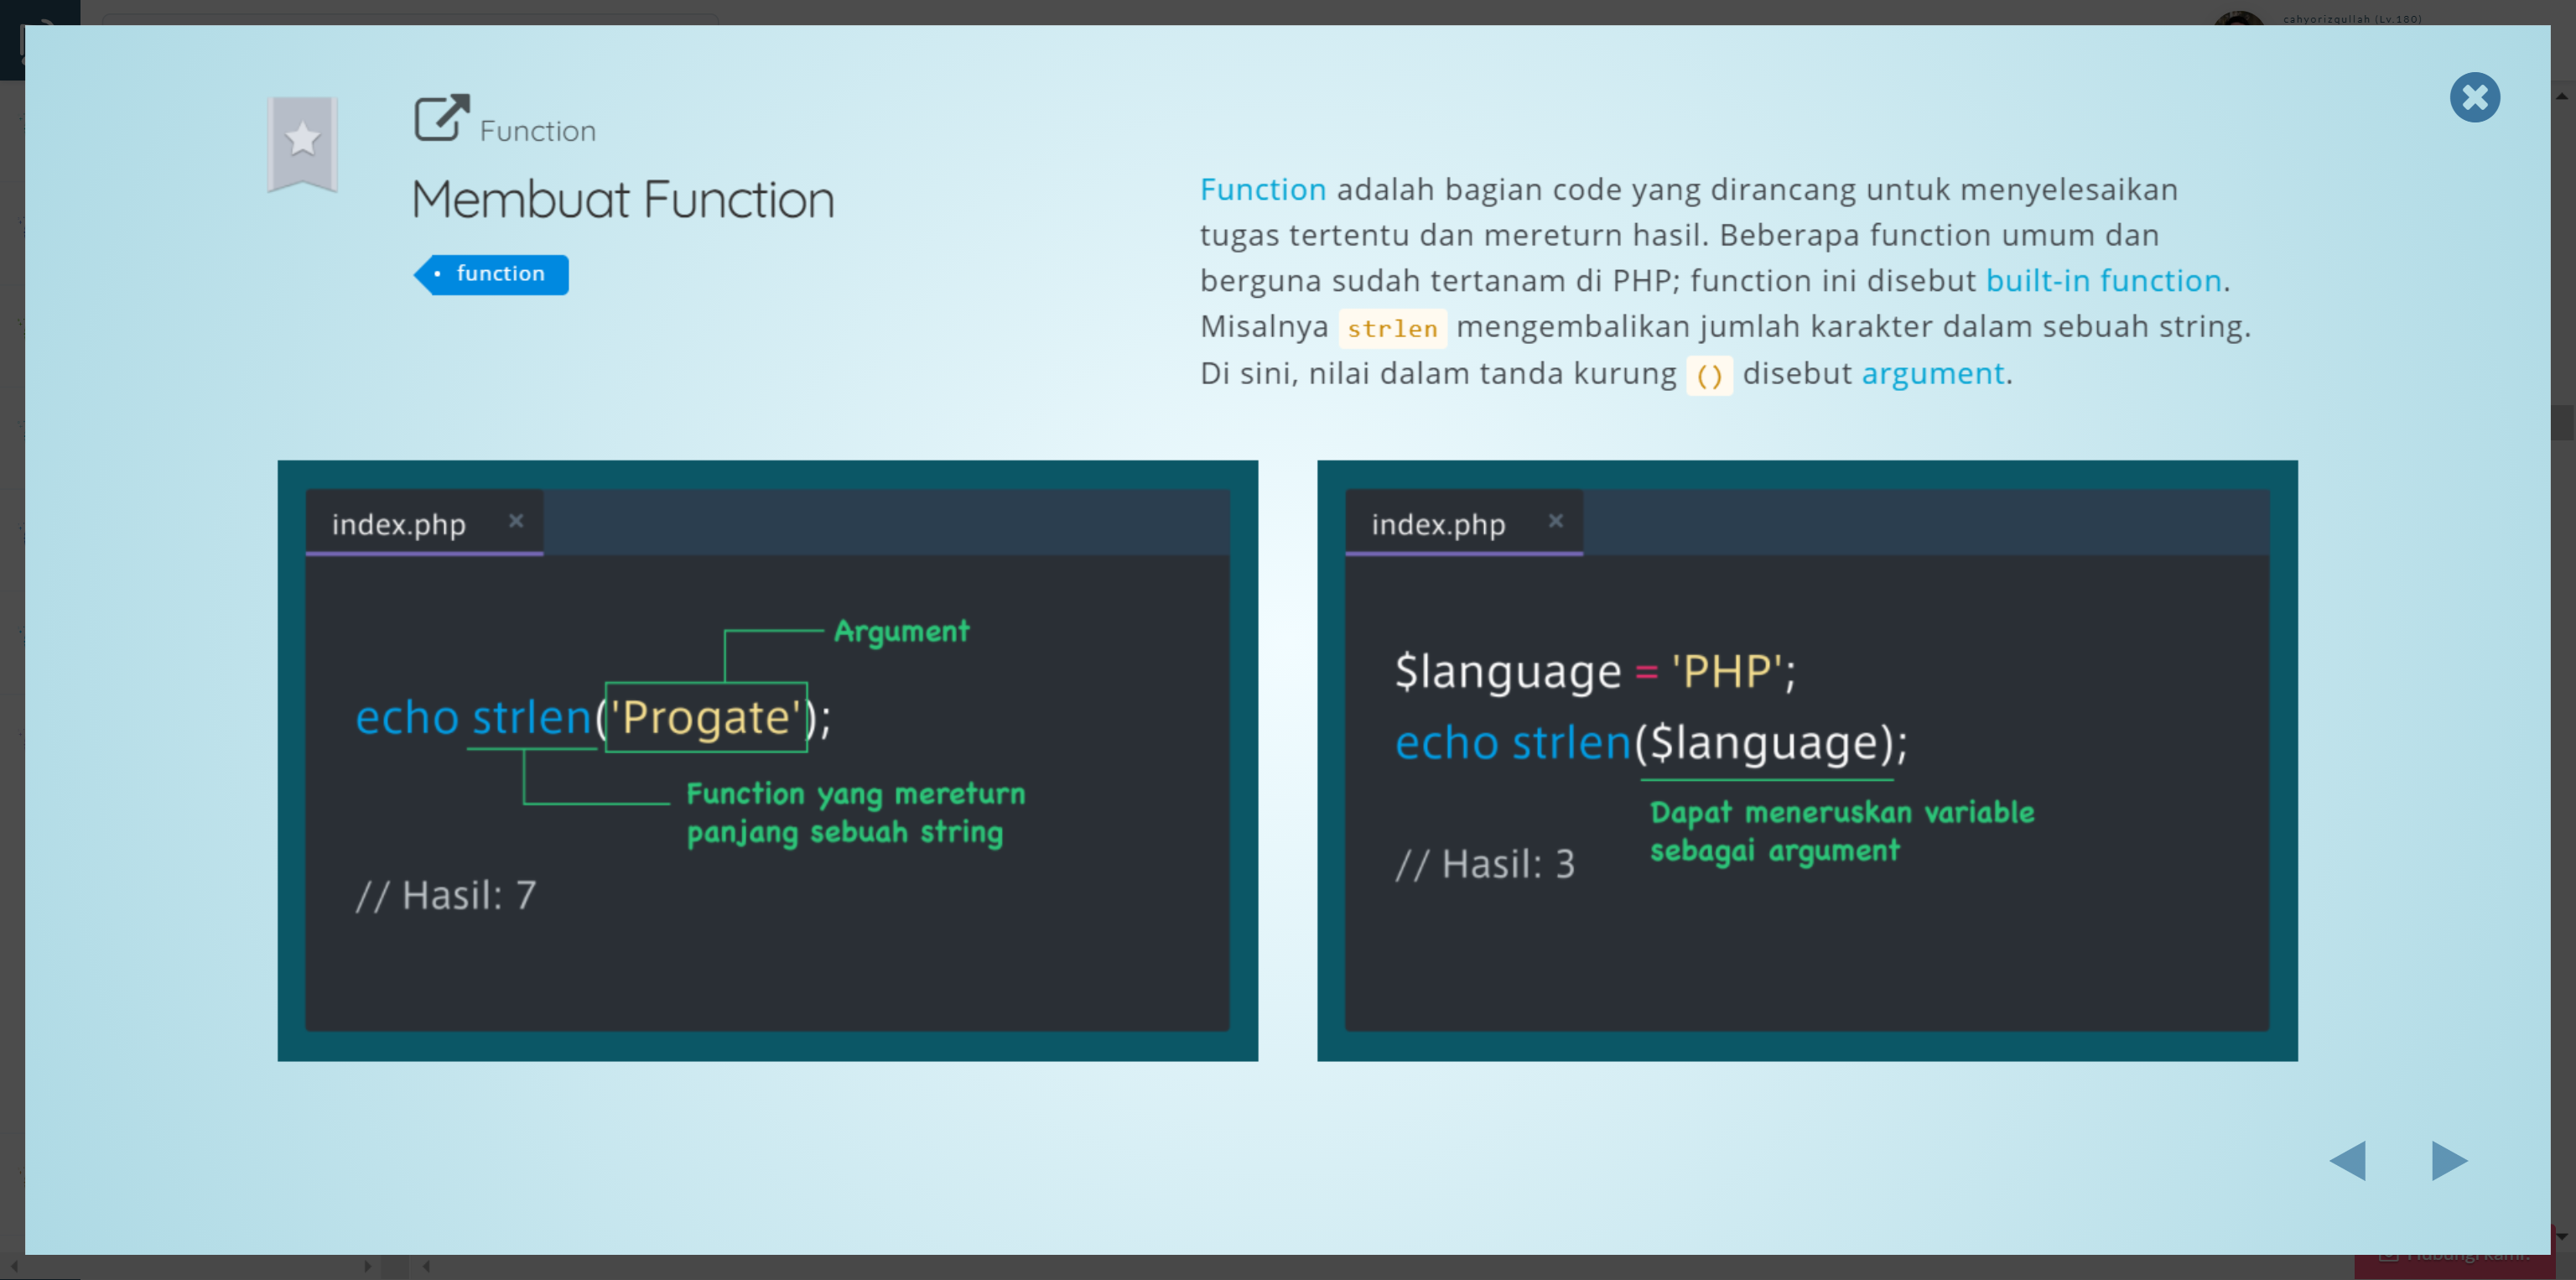 cahyorizqullah (Lv.180)
Function
Membuat Function
• function
Function adalah bagian code yang dirancang untuk menyelesaikan
tugas tertentu dan mereturn hasil. Beberapa function umum dan
berguna sudah tertanam di PHP; function ini disebut built-in function.
Misalnya strlen mengembalikan jumlah karakter dalam sebuah string.
Di sini, nilai dalam tanda kurung () disebut argument.
index.php
Argument
echo strlen('Progate');
Function yang mereturn
panjang sebuah string
// Hasil: 7
index.php
$language = 'PHP';
echo strlen($language);
Dapat meneruskan variable
sebagai argument
// Hasil: 3